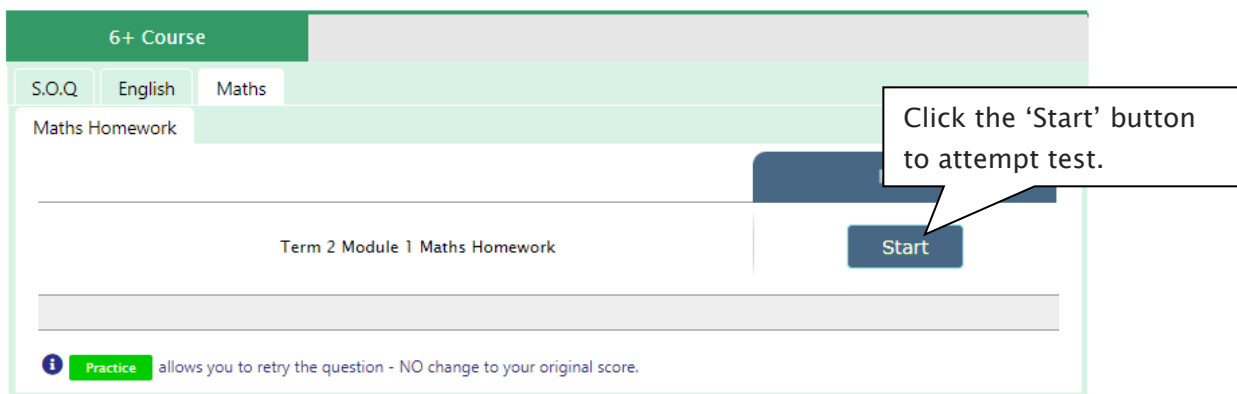 6+ Course
S.O.Q English Maths
Click the ‘Start’ button
to attempt test.
Maths Homework
Term 2 Module 1 Maths Homework
Start
Practice allows you to retry the question - NO change to your original score.